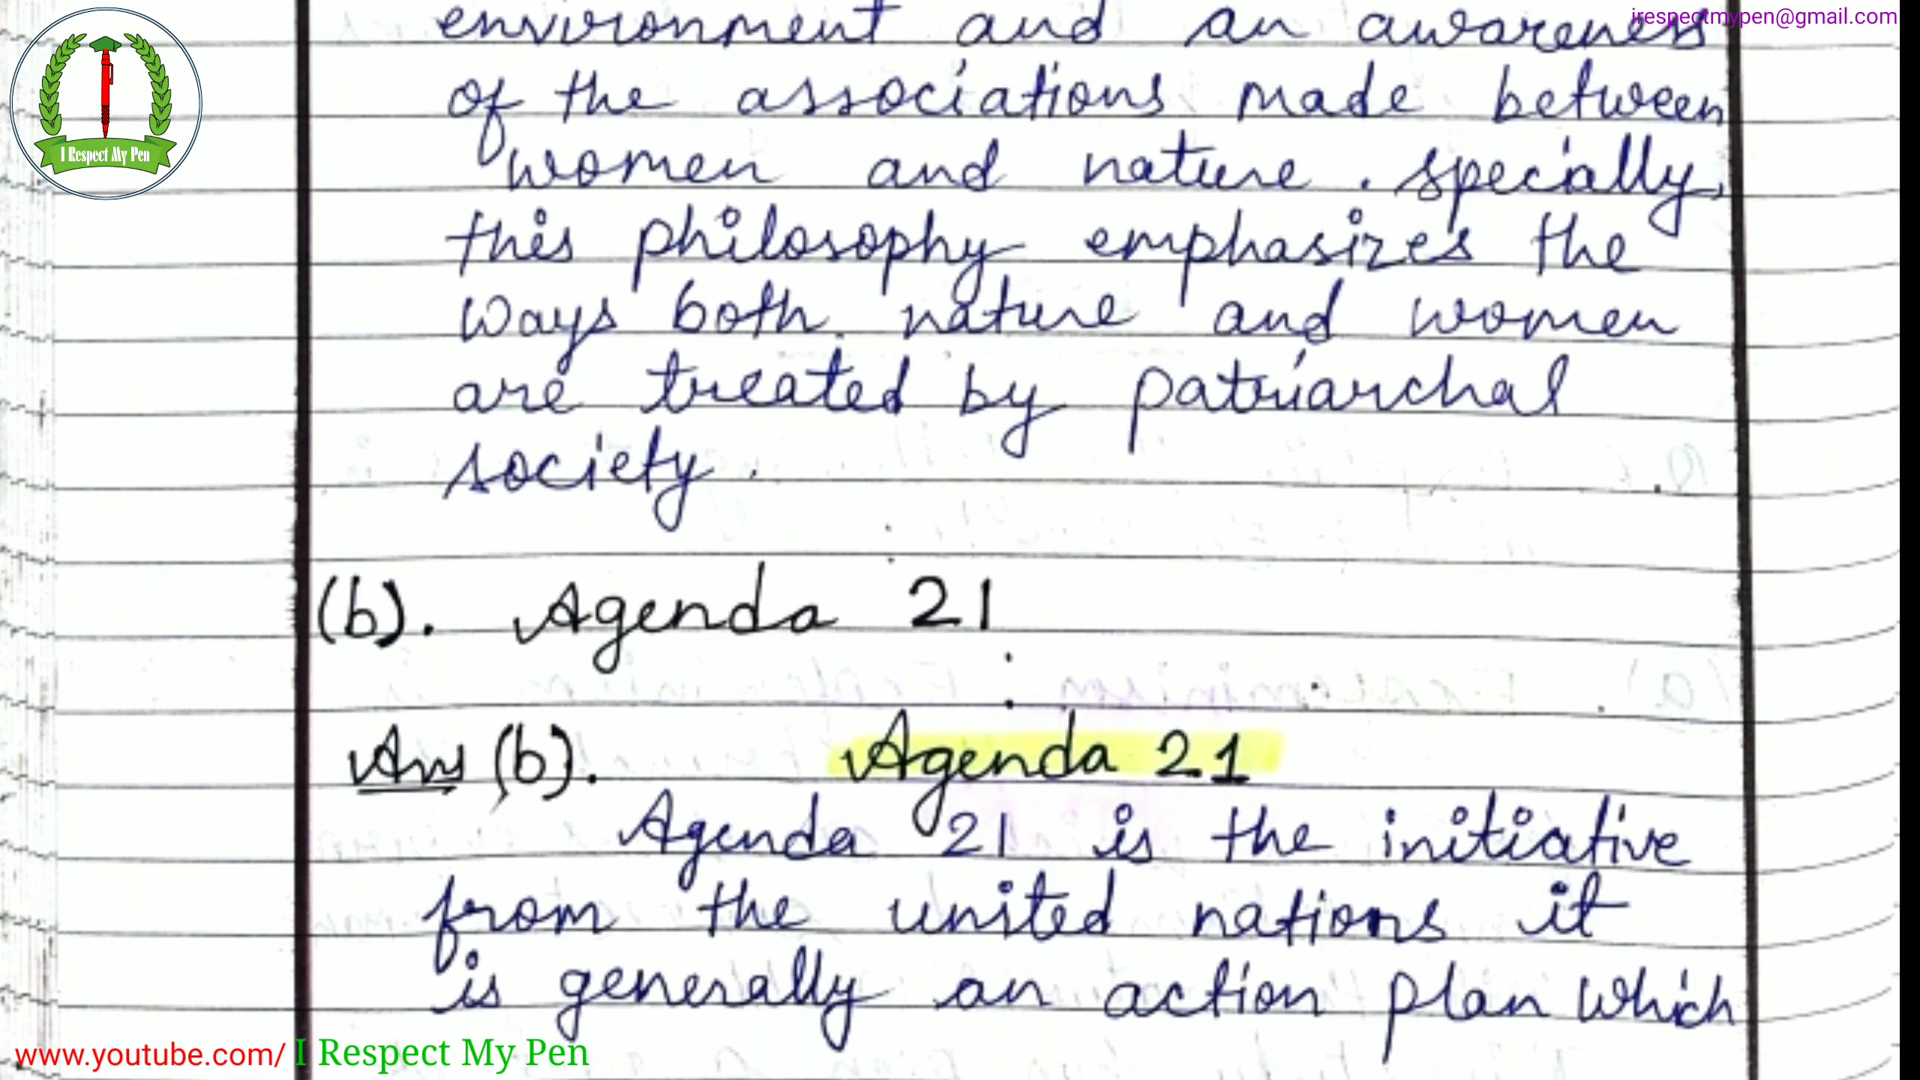 irespectmypen@gmail.com
I Respect My Pen
environment and an awareness
of the associations made between
women and nature. specially,
this philosophy emphasizes the
ways both nature and women
are treated by patriarchal
society.
(b). Agenda 21
Ans (b). Agenda 21
Agenda 21 is the initiative
from the united nations it
is generally an action plan which
www.youtube.com/ I Respect My Pen